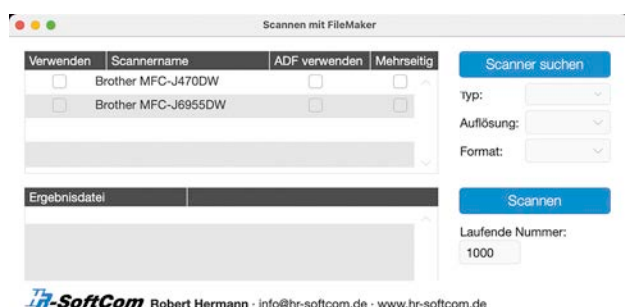 Scannen mit FileMaker
Verwenden Scannername ADF verwenden Mehrseitig
Brother MFC-J470DW
Brother MFC-J6955DW
Scanner suchen
Typ:
Auflösung:
Format:
Ergebnisdatei
Scannen
Laufende Nummer:
1000
hr-SoftCom Robert Hermann · info@hr-softcom.de · www.hr-softcom.de